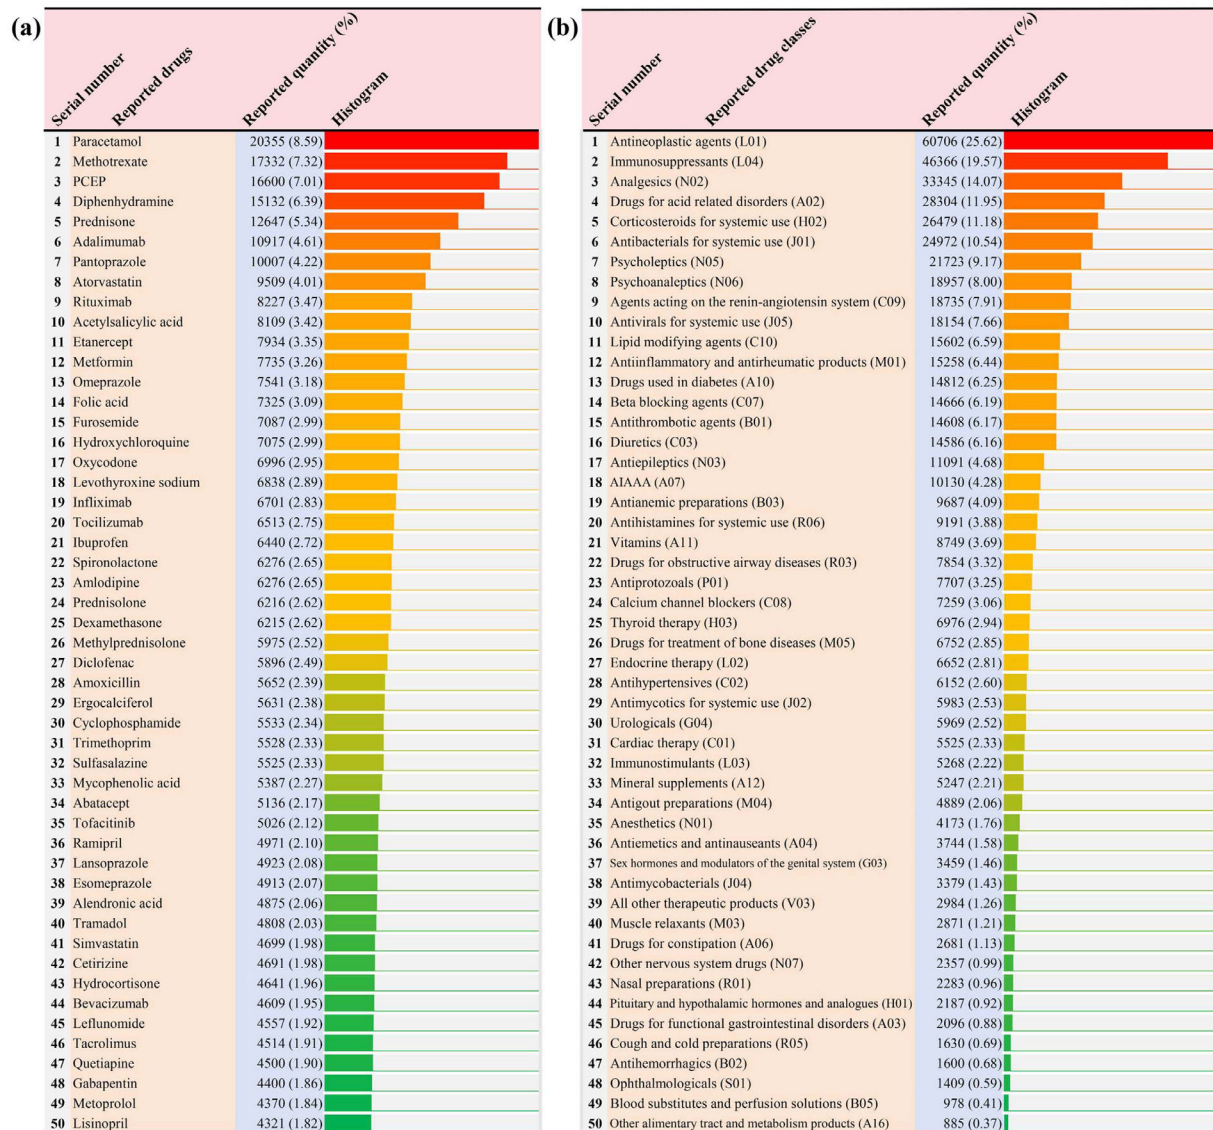 (a)
Serial number
Reported drugs
Reported quantity (%)
Histogram
1 Paracetamol 20355 (8.59)
2 Methotrexate 17332 (7.32)
3 PCEP 16600 (7.01)
4 Diphenhydramine 15132 (6.39)
5 Prednisone 12647 (5.34)
6 Adalimumab 10917 (4.61)
7 Pantoprazole 10007 (4.22)
8 Atorvastatin 9509 (4.01)
9 Rituximab 8227 (3.47)
10 Acetylsalicylic acid 8109 (3.42)
11 Etanercept 7934 (3.35)
12 Metformin 7735 (3.26)
13 Omeprazole 7541 (3.18)
14 Folic acid 7325 (3.09)
15 Furosemide 7087 (2.99)
16 Hydroxychloroquine 7075 (2.99)
17 Oxycodone 6996 (2.95)
18 Levothyroxine sodium 6838 (2.89)
19 Infliximab 6701 (2.83)
20 Tocilizumab 6513 (2.75)
21 Ibuprofen 6440 (2.72)
22 Spironolactone 6276 (2.65)
23 Amlodipine 6276 (2.65)
24 Prednisolone 6216 (2.62)
25 Dexamethasone 6215 (2.62)
26 Methylprednisolone 5975 (2.52)
27 Diclofenac 5896 (2.49)
28 Amoxicillin 5652 (2.39)
29 Ergocalciferol 5631 (2.38)
30 Cyclophosphamide 5533 (2.34)
31 Trimethoprim 5528 (2.33)
32 Sulfasalazine 5525 (2.33)
33 Mycophenolic acid 5387 (2.27)
34 Abatacept 5136 (2.17)
35 Tofacitinib 5026 (2.12)
36 Ramipril 4971 (2.10)
37 Lansoprazole 4923 (2.08)
38 Esomeprazole 4913 (2.07)
39 Alendronic acid 4875 (2.06)
40 Tramadol 4808 (2.03)
41 Simvastatin 4699 (1.98)
42 Cetirizine 4691 (1.98)
43 Hydrocortisone 4641 (1.96)
44 Bevacizumab 4609 (1.95)
45 Leflunomide 4557 (1.92)
46 Tacrolimus 4514 (1.91)
47 Quetiapine 4500 (1.90)
48 Gabapentin 4400 (1.86)
49 Metoprolol 4370 (1.84)
50 Lisinopril 4321 (1.82)
(b)
Serial number
Reported drug classes
Reported quantity (%)
Histogram
1 Antineoplastic agents (L01) 60706 (25.62)
2 Immunosuppressants (L04) 46366 (19.57)
3 Analgesics (N02) 33345 (14.07)
4 Drugs for acid related disorders (A02) 28304 (11.95)
5 Corticosteroids for systemic use (H02) 26479 (11.18)
6 Antibacterials for systemic use (J01) 24972 (10.54)
7 Psycholeptics (N05) 21723 (9.17)
8 Psychoanaleptics (N06) 18957 (8.00)
9 Agents acting on the renin-angiotensin system (C09) 18735 (7.91)
10 Antivirals for systemic use (J05) 18154 (7.66)
11 Lipid modifying agents (C10) 15602 (6.59)
12 Antiinflammatory and antirheumatic products (M01) 15258 (6.44)
13 Drugs used in diabetes (A10) 14812 (6.25)
14 Beta blocking agents (C07) 14666 (6.19)
15 Antithrombotic agents (B01) 14608 (6.17)
16 Diuretics (C03) 14586 (6.16)
17 Antiepileptics (N03) 11091 (4.68)
18 AIAAA (A07) 10130 (4.28)
19 Antianemic preparations (B03) 9687 (4.09)
20 Antihistamines for systemic use (R06) 9191 (3.88)
21 Vitamins (A11) 8749 (3.69)
22 Drugs for obstructive airway diseases (R03) 7854 (3.32)
23 Antiprotozoals (P01) 7707 (3.25)
24 Calcium channel blockers (C08) 7259 (3.06)
25 Thyroid therapy (H03) 6976 (2.94)
26 Drugs for treatment of bone diseases (M05) 6752 (2.85)
27 Endocrine therapy (L02) 6652 (2.81)
28 Antihypertensives (C02) 6152 (2.60)
29 Antimycotics for systemic use (J02) 5983 (2.53)
30 Urologicals (G04) 5969 (2.52)
31 Cardiac therapy (C01) 5525 (2.33)
32 Immunostimulants (L03) 5268 (2.22)
33 Mineral supplements (A12) 5247 (2.21)
34 Antigout preparations (M04) 4889 (2.06)
35 Anesthetics (N01) 4173 (1.76)
36 Antiemetics and antinauseants (A04) 3744 (1.58)
37 Sex hormones and modulators of the genital system (G03) 3459 (1.46)
38 Antimycobacterials (J04) 3379 (1.43)
39 All other therapeutic products (V03) 2984 (1.26)
40 Muscle relaxants (M03) 2871 (1.21)
41 Drugs for constipation (A06) 2681 (1.13)
42 Other nervous system drugs (N07) 2357 (0.99)
43 Nasal preparations (R01) 2283 (0.96)
44 Pituitary and hypothalamic hormones and analogues (H01) 2187 (0.92)
45 Drugs for functional gastrointestinal disorders (A03) 2096 (0.88)
46 Cough and cold preparations (R05) 1630 (0.69)
47 Antihemorrhagics (B02) 1600 (0.68)
48 Ophthalmologicals (S01) 1409 (0.59)
49 Blood substitutes and perfusion solutions (B05) 978 (0.41)
50 Other alimentary tract and metabolism products (A16) 885 (0.37)